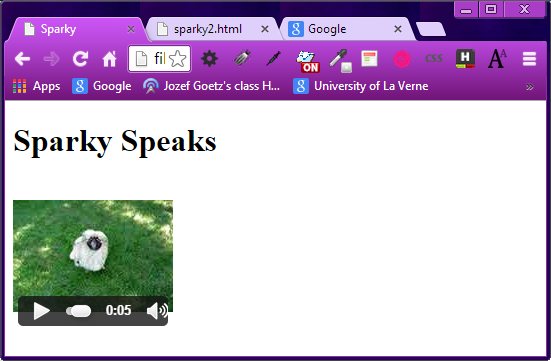 Sparky sparky2.html Google
fil ON CSS H A
Apps Google Jozef Goetz's class H... University of La Verne »
Sparky Speaks
0:05